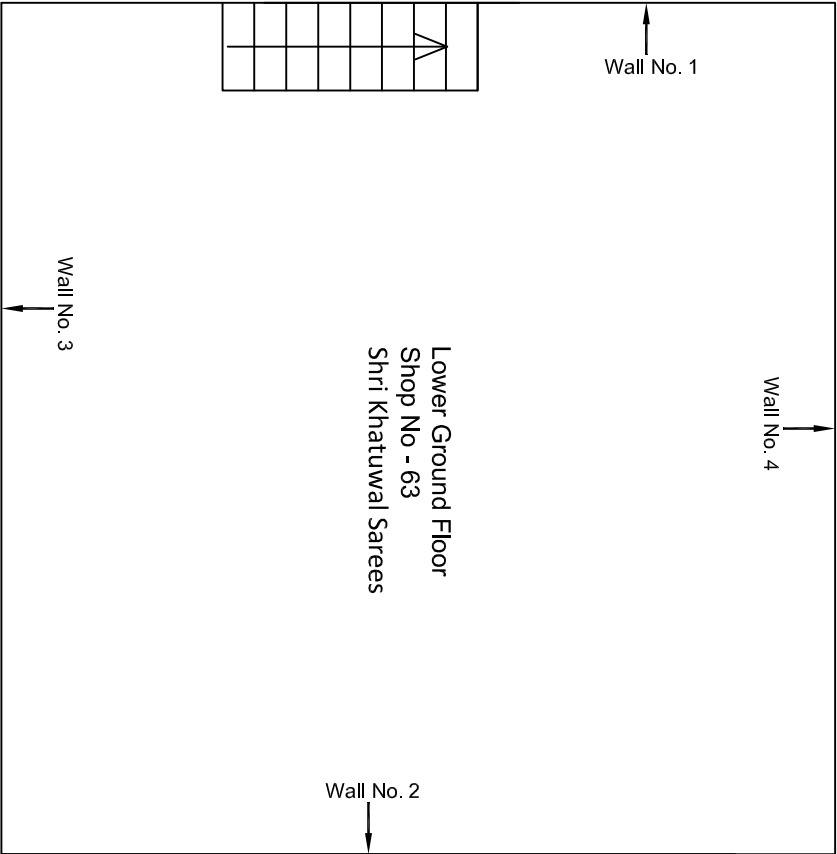 Wall No. 1
Wall No. 3
Lower Ground Floor
Shop No - 63
Shri Khatuwal Sarees
Wall No. 4
Wall No. 2